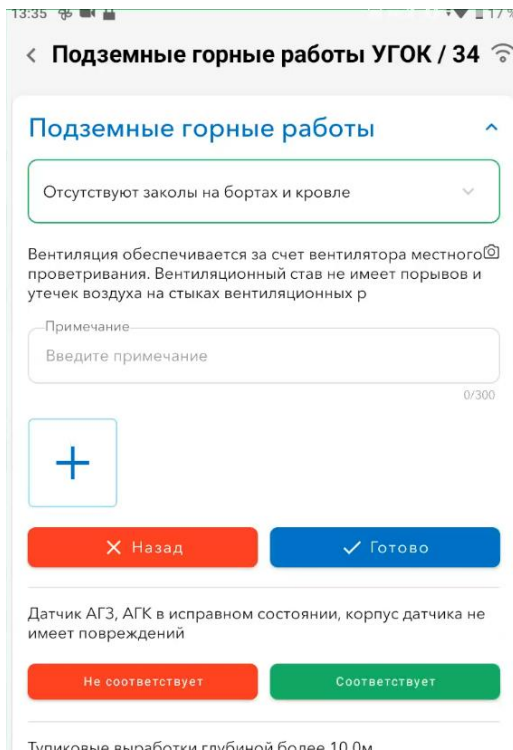 13:35
Подземные горные работы УГОК / 34
Подземные горные работы
Отсутствуют заколы на бортах и кровле
Вентиляция обеспечивается за счет вентилятора местного
проветривания. Вентиляционный став не имеет порывов и
утечек воздуха на стыках вентиляционных р
Примечание
Введите примечание
0/300
Назад
Готово
Датчик АГЗ, АГК в исправном состоянии, корпус датчика не
имеет повреждений
Не соответствует
Соответствует
Тупиковые выработки глубиной более 10,0м